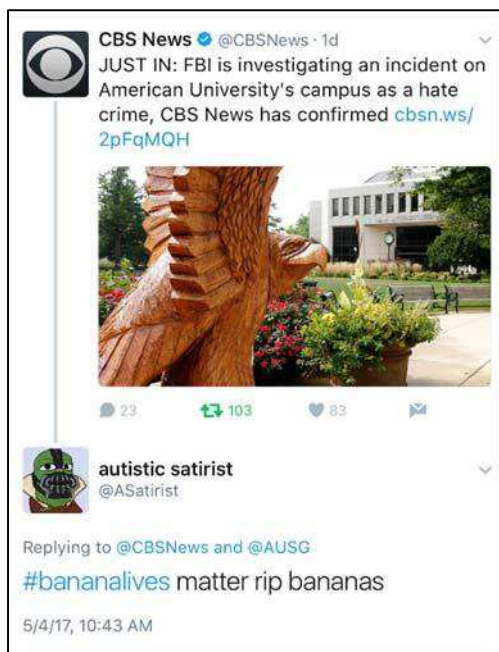 CBS News @CBSNews · 1d
JUST IN: FBI is investigating an incident on
American University's campus as a hate
crime, CBS News has confirmed cbsn.ws/
2pFqMQH
23 103 83
autistic satirist
@ASatirist
Replying to @CBSNews and @AUSG
#bananalives matter rip bananas
5/4/17, 10:43 AM